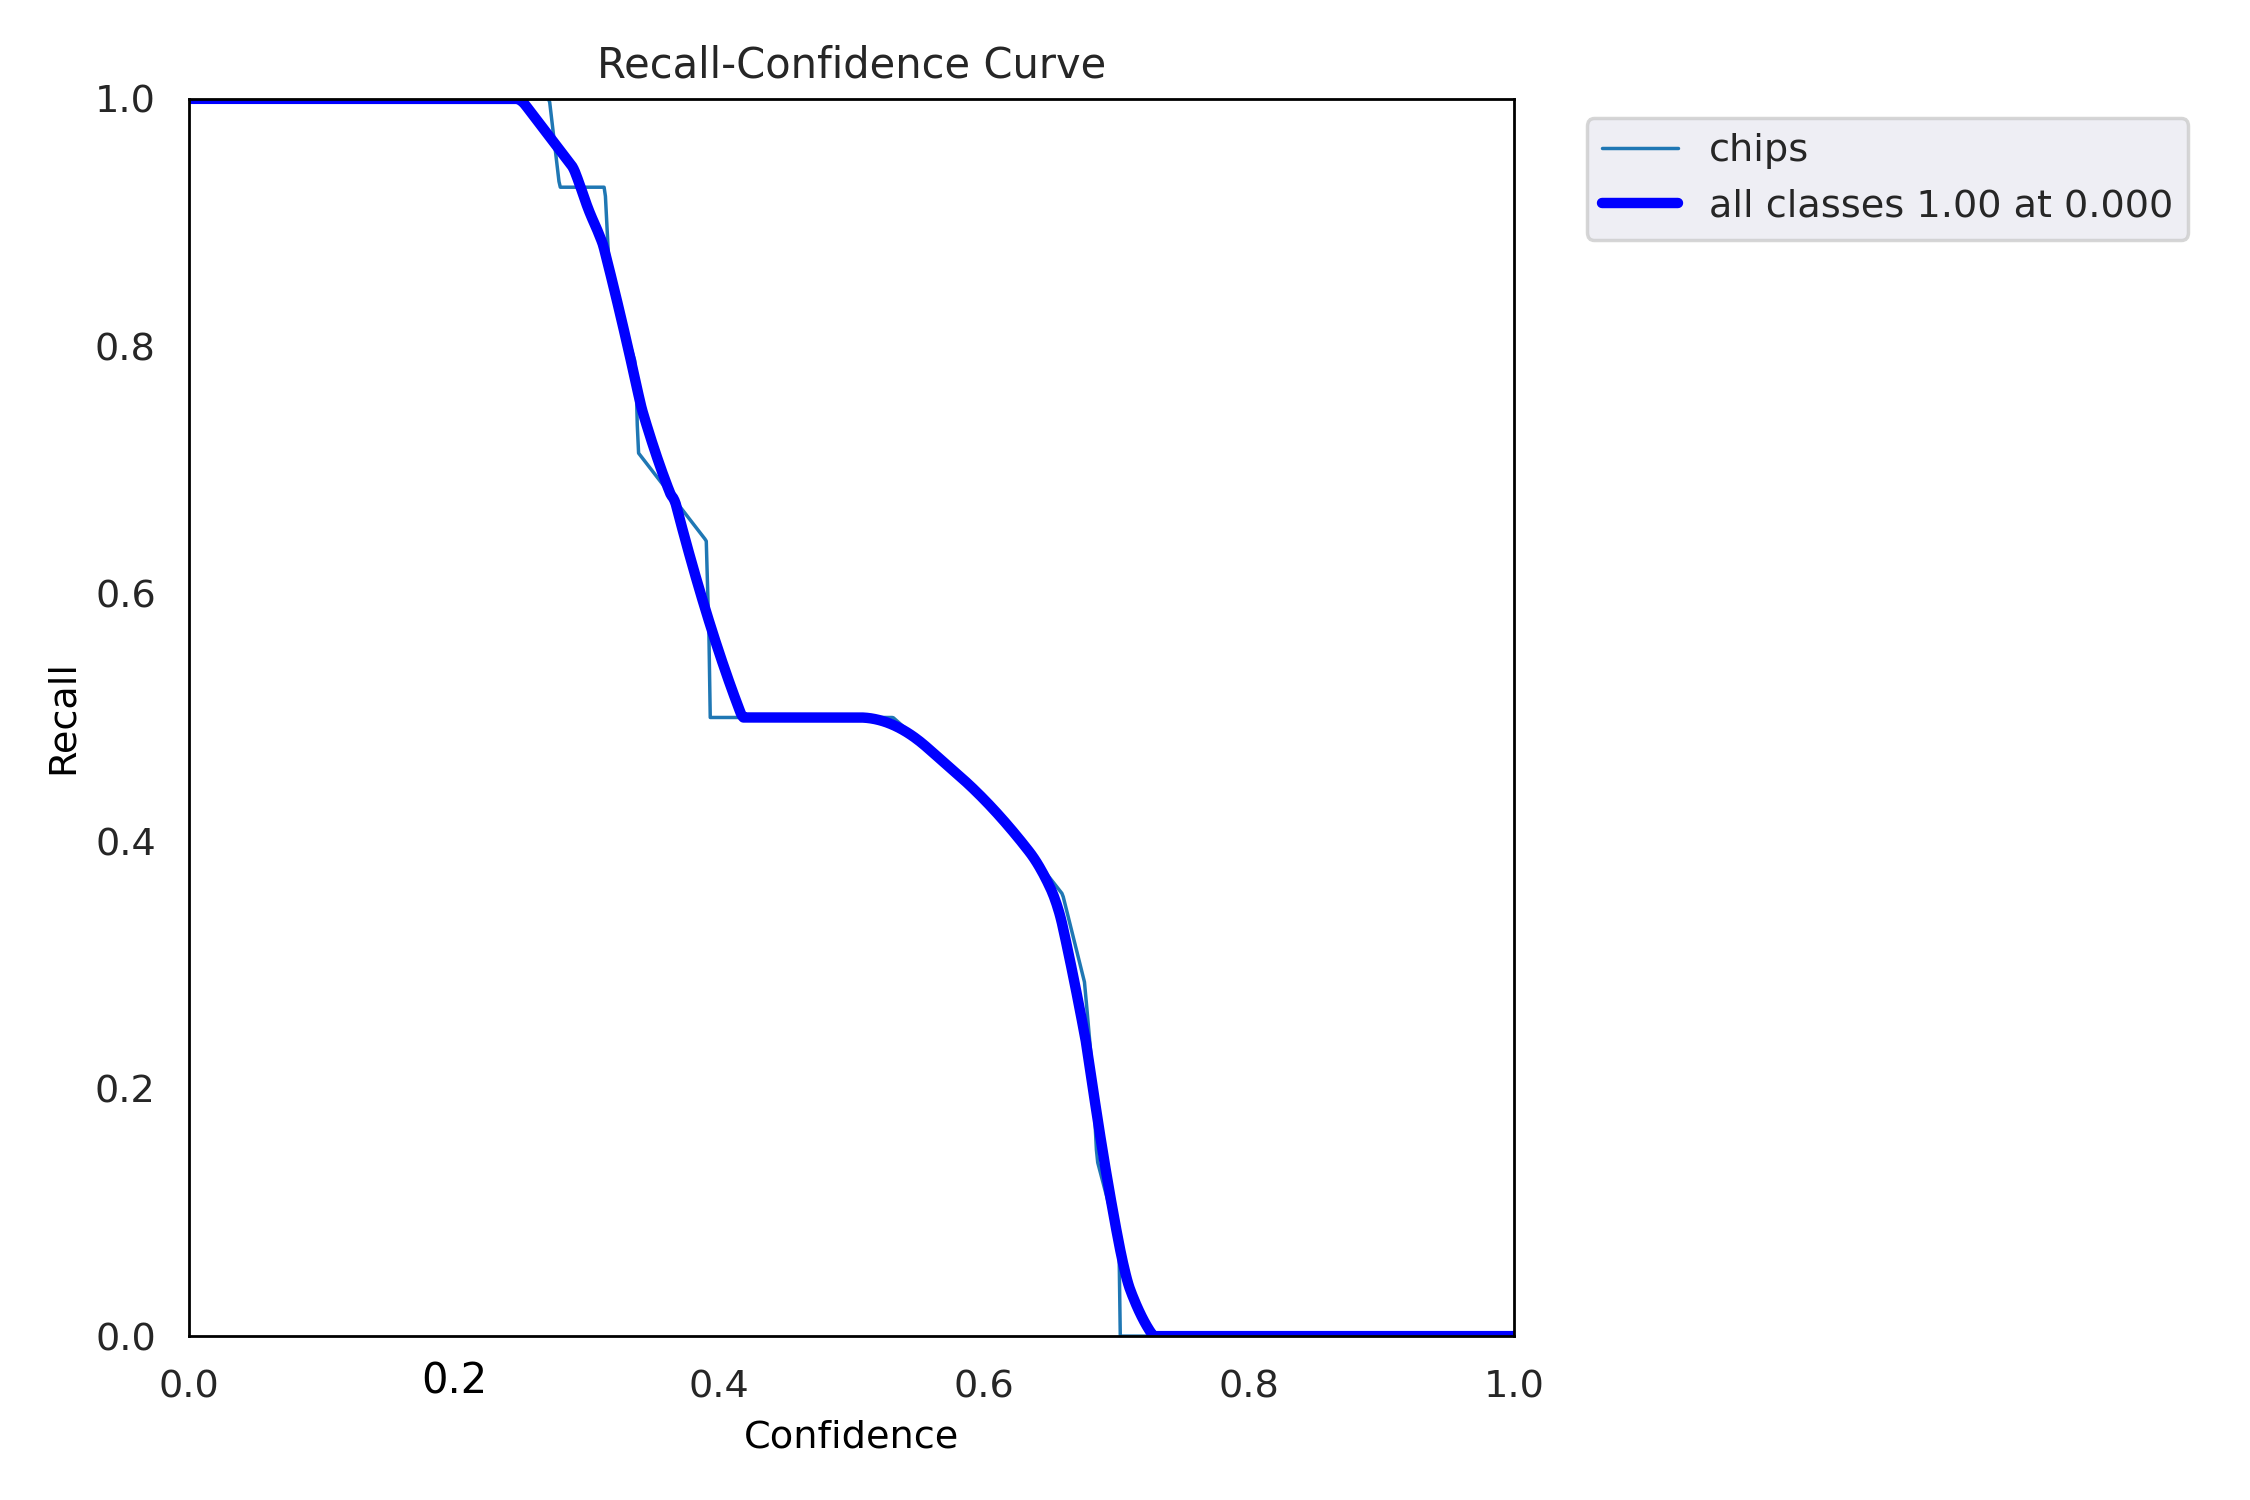 Recall-Confidence Curve
1.0
0.8
0.6
0.4
0.2
0.0
Recall
0.0 0.2 0.4 0.6 0.8 1.0
Confidence
chips
all classes 1.00 at 0.000